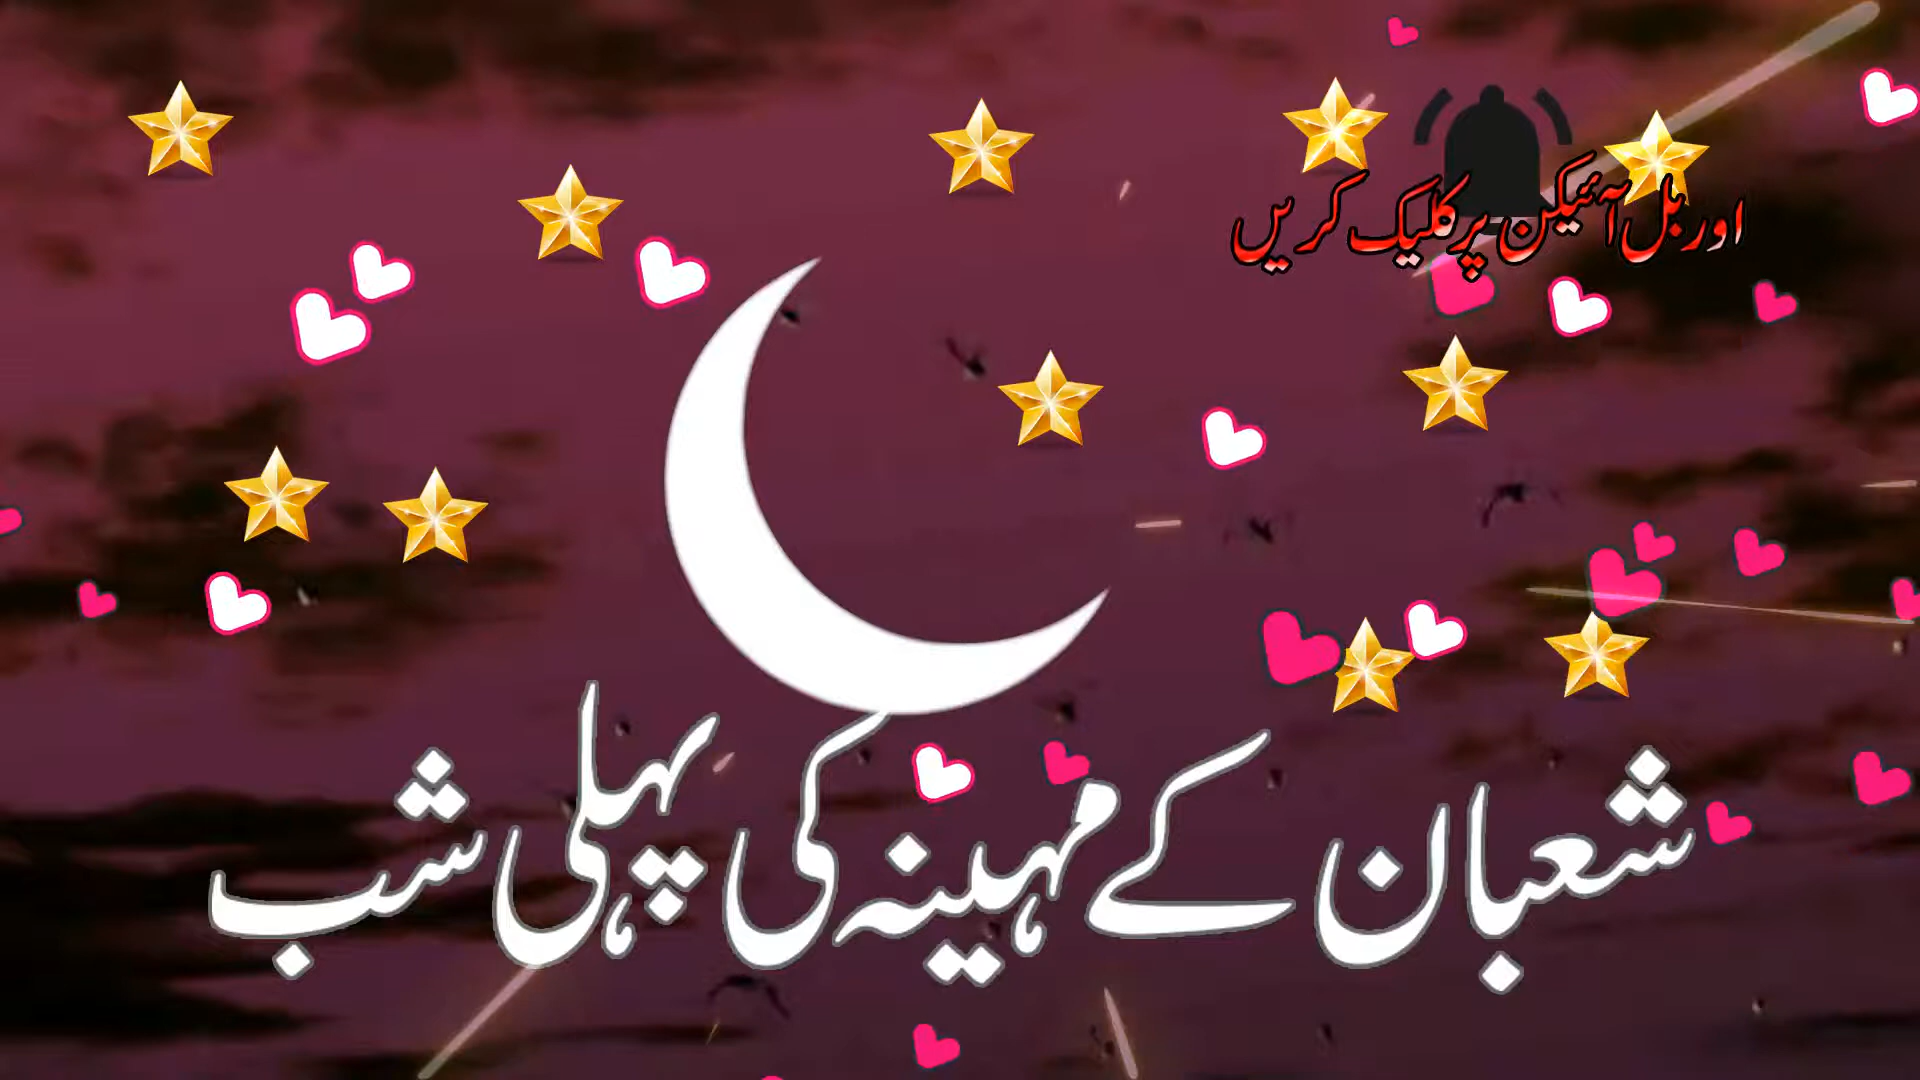 اور بل آئیکن پر کلیک کریں
شعبان کے مہینہ کی پہلی شب